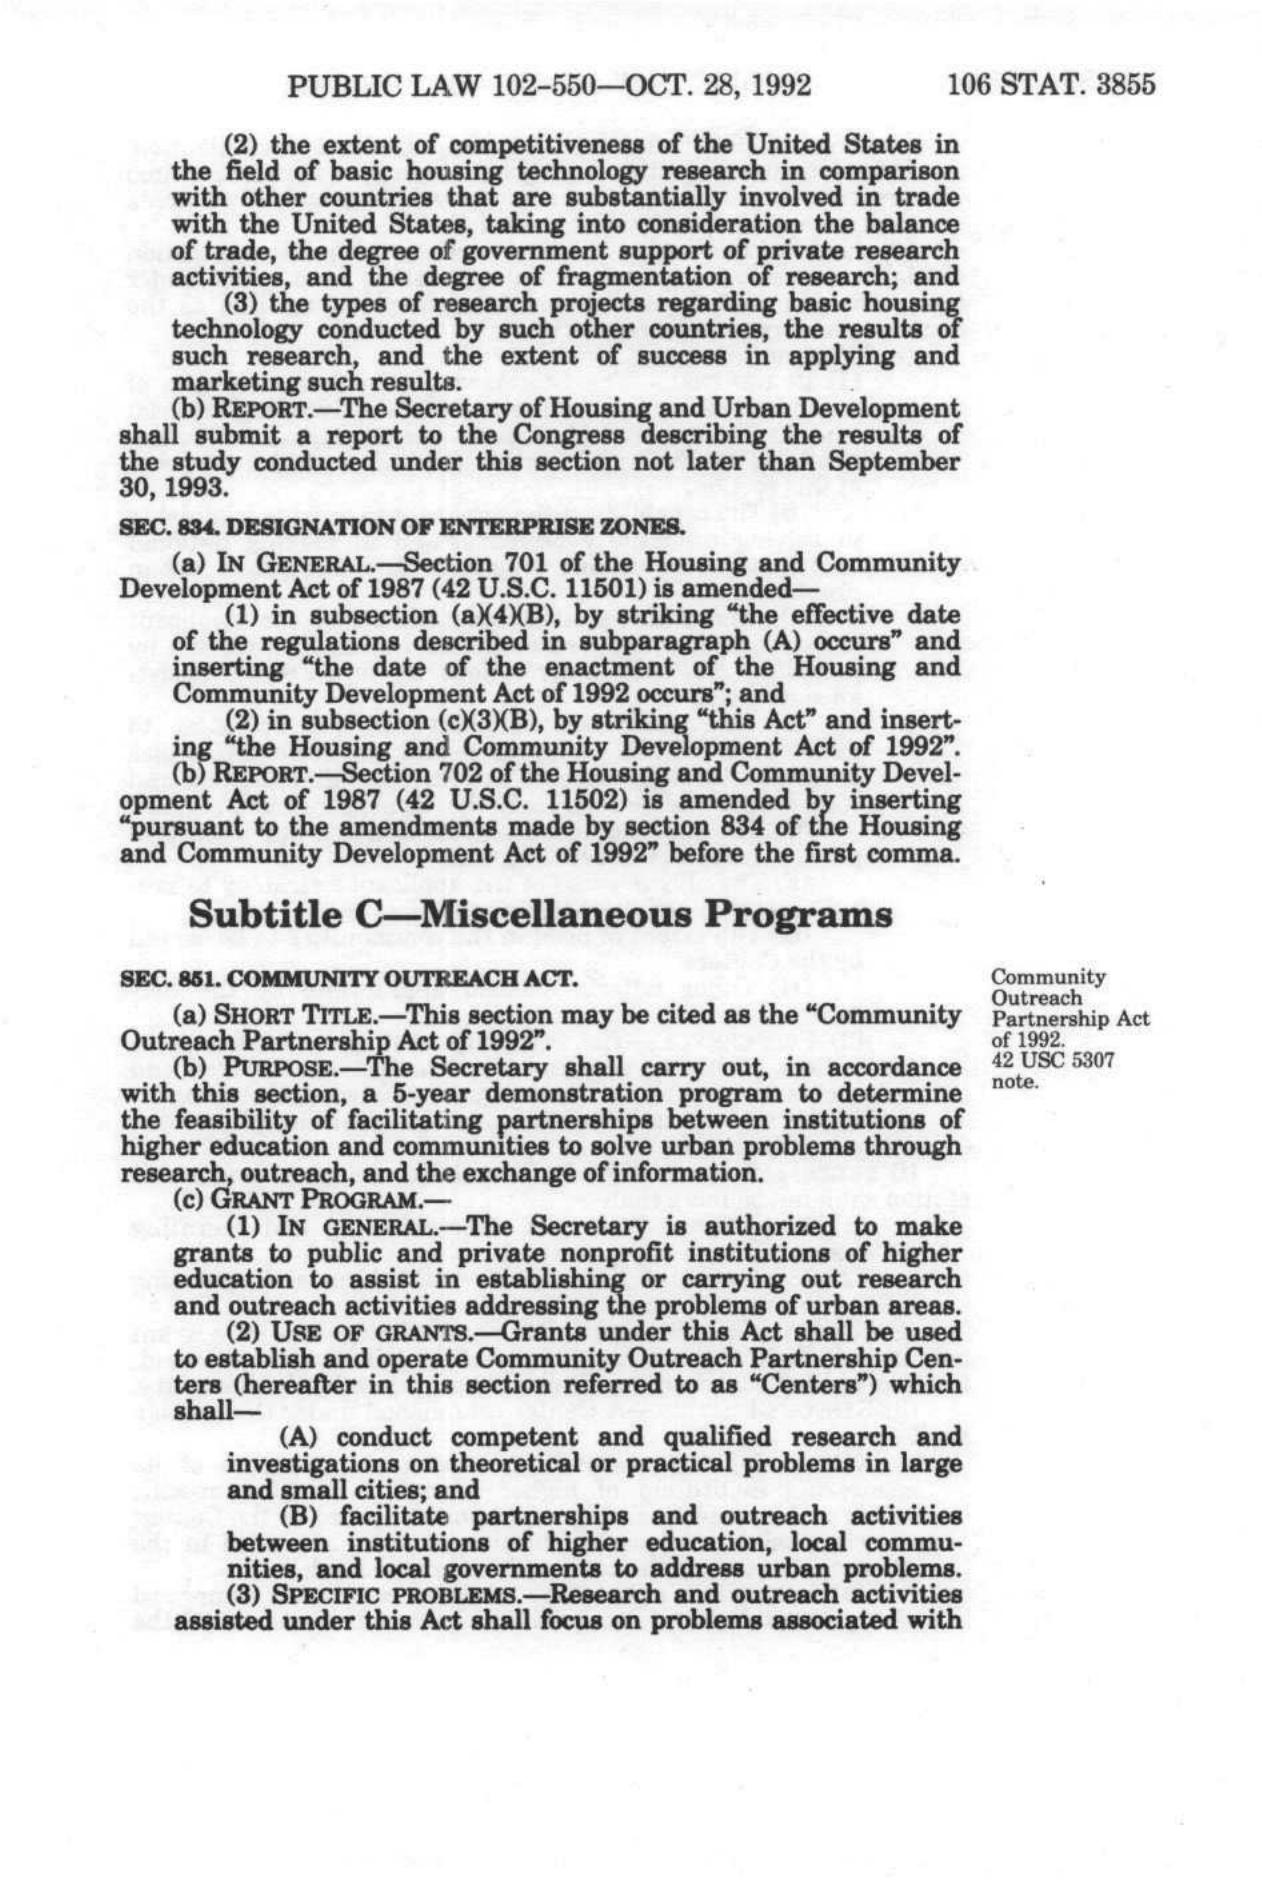 PUBLIC LAW 102–550—OCT. 28, 1992 106 STAT. 3855
(2) the extent of competitiveness of the United States in
the field of basic housing technology research in comparison
with other countries that are substantially involved in trade
with the United States, taking into consideration the balance
of trade, the degree of government support of private research
activities, and the degree of fragmentation of research; and
(3) the types of research projects regarding basic housing
technology conducted by such other countries, the results of
such research, and the extent of success in applying and
marketing such results.
(b) REPORT.—The Secretary of Housing and Urban Development
shall submit a report to the Congress describing the results of
the study conducted under this section not later than September
30, 1993.
SEC. 834. DESIGNATION OF ENTERPRISE ZONES.
(a) IN GENERAL.—Section 701 of the Housing and Community
Development Act of 1987 (42 U.S.C. 11501) is amended—
(1) in subsection (a)(4)(B), by striking “the effective date
of the regulations described in subparagraph (A) occurs” and
inserting “the date of the enactment of the Housing and
Community Development Act of 1992 occurs”; and
(2) in subsection (c)(3)(B), by striking “this Act” and insert-
ing “the Housing and Community Development Act of 1992”.
(b) REPORT.—Section 702 of the Housing and Community Devel-
opment Act of 1987 (42 U.S.C. 11502) is amended by inserting
“pursuant to the amendments made by section 834 of the Housing
and Community Development Act of 1992” before the first comma.
Subtitle C—Miscellaneous Programs
SEC. 851. COMMUNITY OUTREACH ACT.
(a) SHORT TITLE.—This section may be cited as the “Community
Outreach Partnership Act of 1992”.
(b) PURPOSE.—The Secretary shall carry out, in accordance
with this section, a 5-year demonstration program to determine
the feasibility of facilitating partnerships between institutions of
higher education and communities to solve urban problems through
research, outreach, and the exchange of information.
(c) GRANT PROGRAM.—
(1) IN GENERAL.—The Secretary is authorized to make
grants to public and private nonprofit institutions of higher
education to assist in establishing or carrying out research
and outreach activities addressing the problems of urban areas.
(2) USE OF GRANTS.—Grants under this Act shall be used
to establish and operate Community Outreach Partnership Cen-
ters (hereafter in this section referred to as “Centers”) which
shall—
(A) conduct competent and qualified research and
investigations on theoretical or practical problems in large
and small cities; and
(B) facilitate partnerships and outreach activities
between institutions of higher education, local commu-
nities, and local governments to address urban problems.
(3) SPECIFIC PROBLEMS.—Research and outreach activities
assisted under this Act shall focus on problems associated with
Community
Outreach
Partnership Act
of 1992.
42 USC 5307
note.